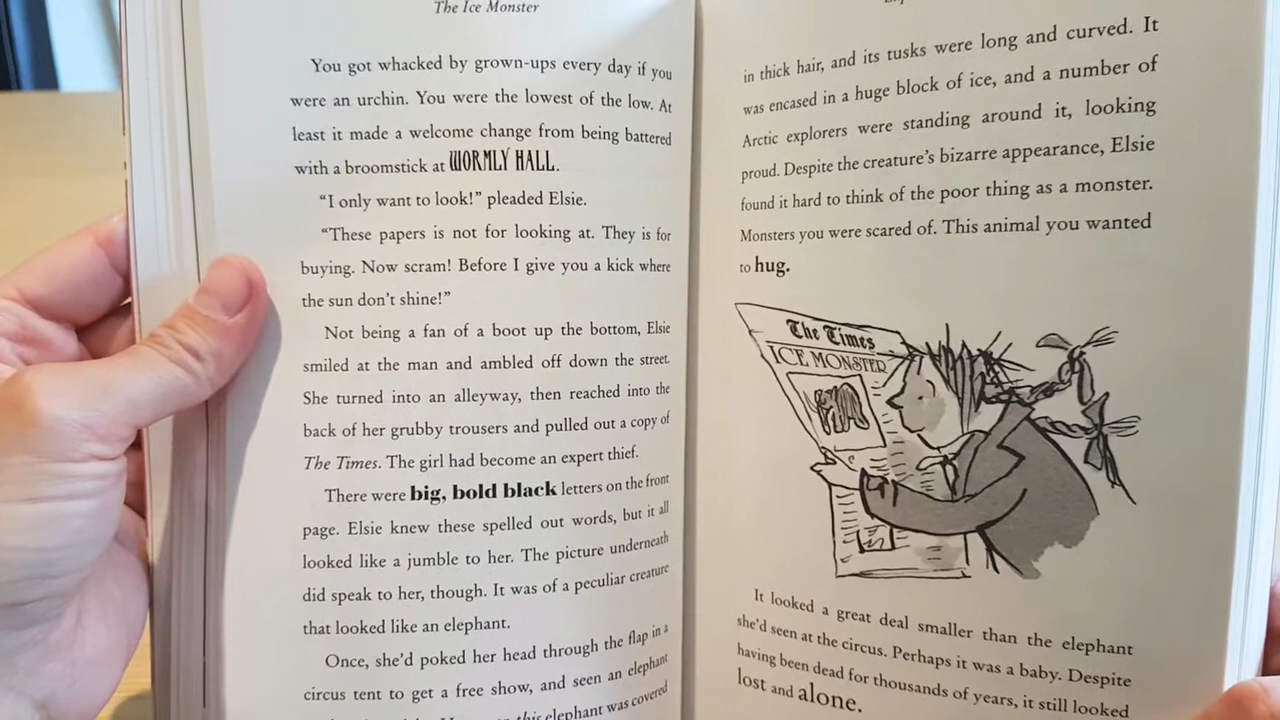 The Ice Monster
You got whacked by grown-ups every day if you
were an urchin. You were the lowest of the low. At
least it made a welcome change from being battered
with a broomstick at WORMLY HALL.
“I only want to look!” pleaded Elsie.
“These papers is not for looking at. They is for
buying. Now scram! Before I give you a kick where
the sun don’t shine!”
Not being a fan of a boot up the bottom, Elsie
smiled at the man and ambled off down the street.
She turned into an alleyway, then reached into the
back of her grubby trousers and pulled out a copy of
The Times. The girl had become an expert thief.
There were big, bold black letters on the front
page. Elsie knew these spelled out words, but it all
looked like a jumble to her. The picture underneath
did speak to her, though. It was of a peculiar creature
that looked like an elephant.
Once, she’d poked her head through the flap in a
circus tent to get a free show, and seen an elephant
this elephant was covered
in thick hair, and its tusks were long and curved. It
was encased in a huge block of ice, and a number of
Arctic explorers were standing around it, looking
proud. Despite the creature’s bizarre appearance, Elsie
found it hard to think of the poor thing as a monster.
Monsters you were scared of. This animal you wanted
to hug.
The Times
ICE MONSTER
It looked a great deal smaller than the elephant
she’d seen at the circus. Perhaps it was a baby. Despite
having been dead for thousands of years, it still looked
lost and alone.